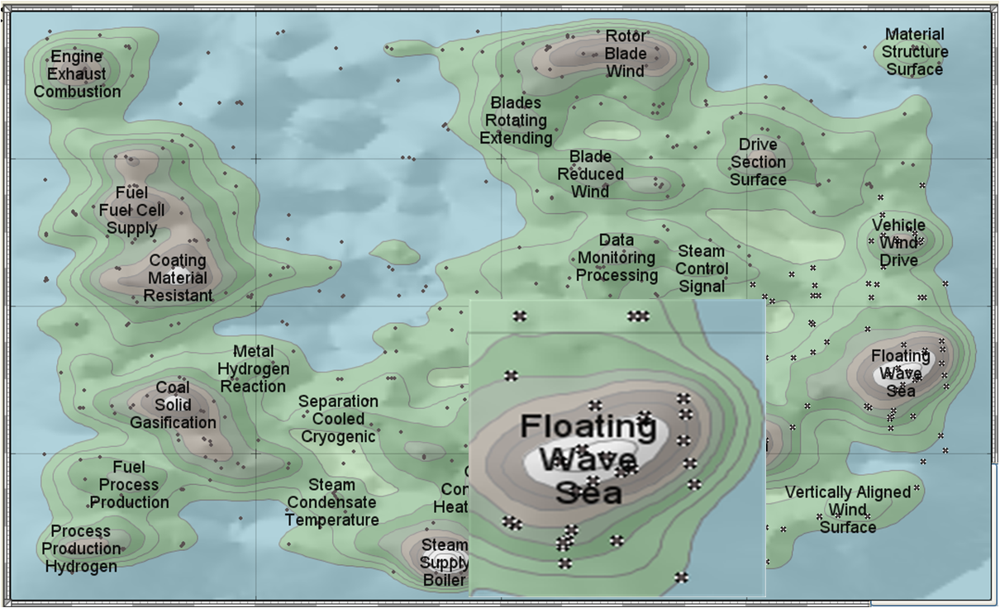 Engine
Exhaust
Combustion
Rotor
Blade
Wind
Material
Structure
Surface
Blades
Rotating
Extending
Fuel
Fuel Cell
Supply
Blade
Reduced
Wind
Drive
Section
Surface
Coating
Material
Resistant
Data
Monitoring
Processing
Steam
Control
Signal
Vehicle
Wind
Drive
Metal
Hydrogen
Reaction
Coal
Solid
Gasification
Separation
Cooled
Cryogenic
Floating
Wave
Sea
Floating
Wave
Sea
Fuel
Process
Production
Steam
Condensate
Temperature
Con
Heat
Vertically Aligned
Wind
Surface
Process
Production
Hydrogen
Steam
Supply
Boiler